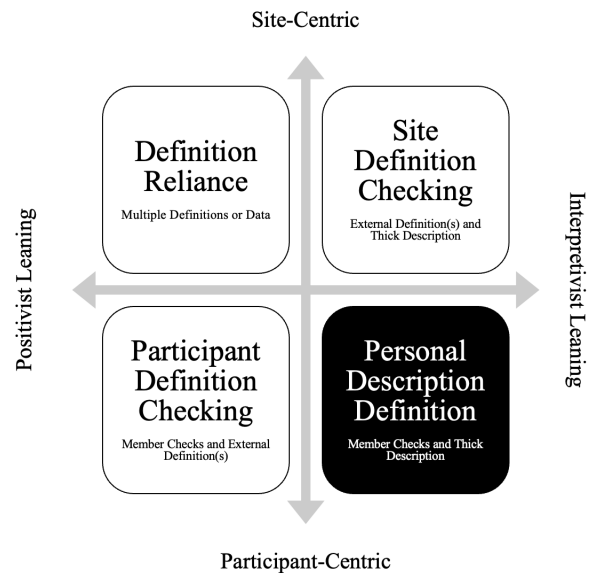 Site-Centric
Definition
Reliance
Multiple Definitions or Data
Site
Definition
Checking
External Definition(s) and
Thick Description
Positivist Leaning
Interpretivist Leaning
Participant
Definition
Checking
Member Checks and External
Definition(s)
Personal
Description
Definition
Member Checks and Thick
Description
Participant-Centric